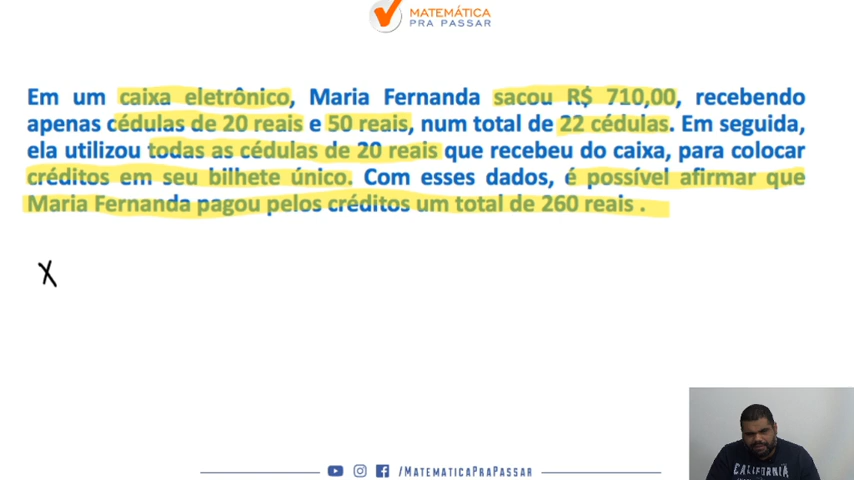 MATEMÁTICA
PRA PASSAR
Em um caixa eletrônico, Maria Fernanda sacou R$ 710,00, recebendo
apenas cédulas de 20 reais e 50 reais, num total de 22 cédulas. Em seguida,
ela utilizou todas as cédulas de 20 reais que recebeu do caixa, para colocar
créditos em seu bilhete único. Com esses dados, é possível afirmar que
Maria Fernanda pagou pelos créditos um total de 260 reais .
X
CALIFORNIA
/MATEMATICAPRAPASSAR